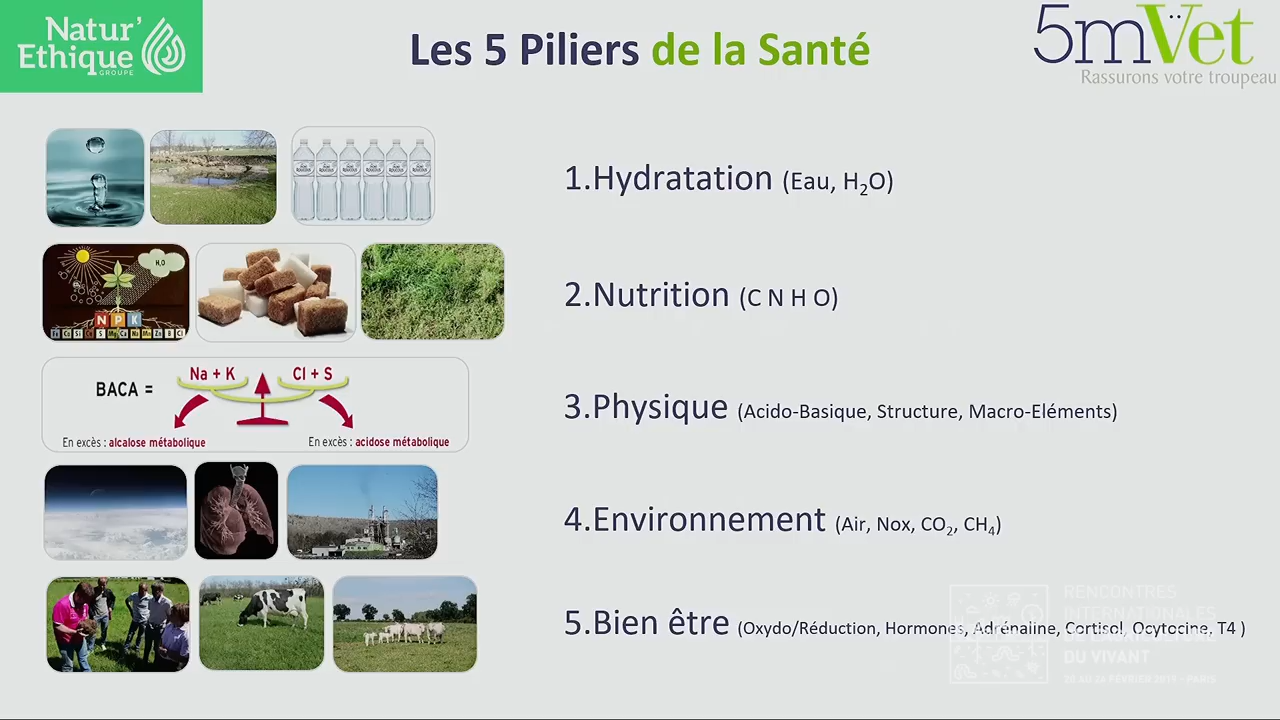 Natur'
Ethique
GROUPE
Les 5 Piliers de la Santé
5mVet
Rassurons votre troupeau
1.Hydratation (Eau, H₂O)
H₂O
N P K
2.Nutrition (C N H O)
BACA =
Na + K
Cl + S
En excès : alcalose métabolique
En excès : acidose métabolique
3.Physique (Acido-Basique, Structure, Macro-Eléments)
4.Environnement (Air, Nox, CO₂, CH₄)
5.Bien être (Oxydo/Réduction, Hormones, Adrénaline, Cortisol, Ocytocine, T4 )
RENCONTRES
INTERNATIONALES
DU VIVANT